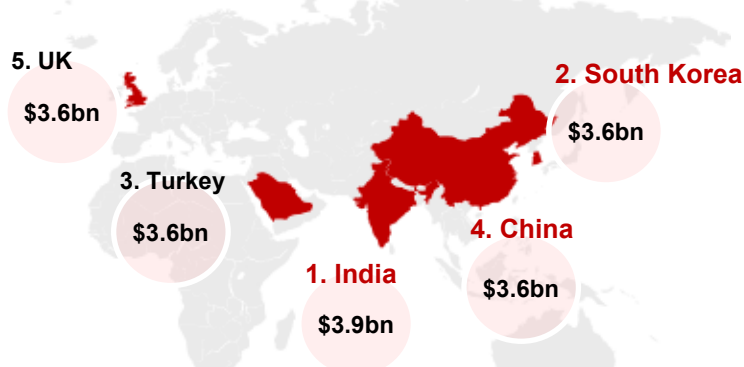 5. UK
$3.6bn
2. South Korea
$3.6bn
3. Turkey
$3.6bn
4. China
$3.6bn
1. India
$3.9bn